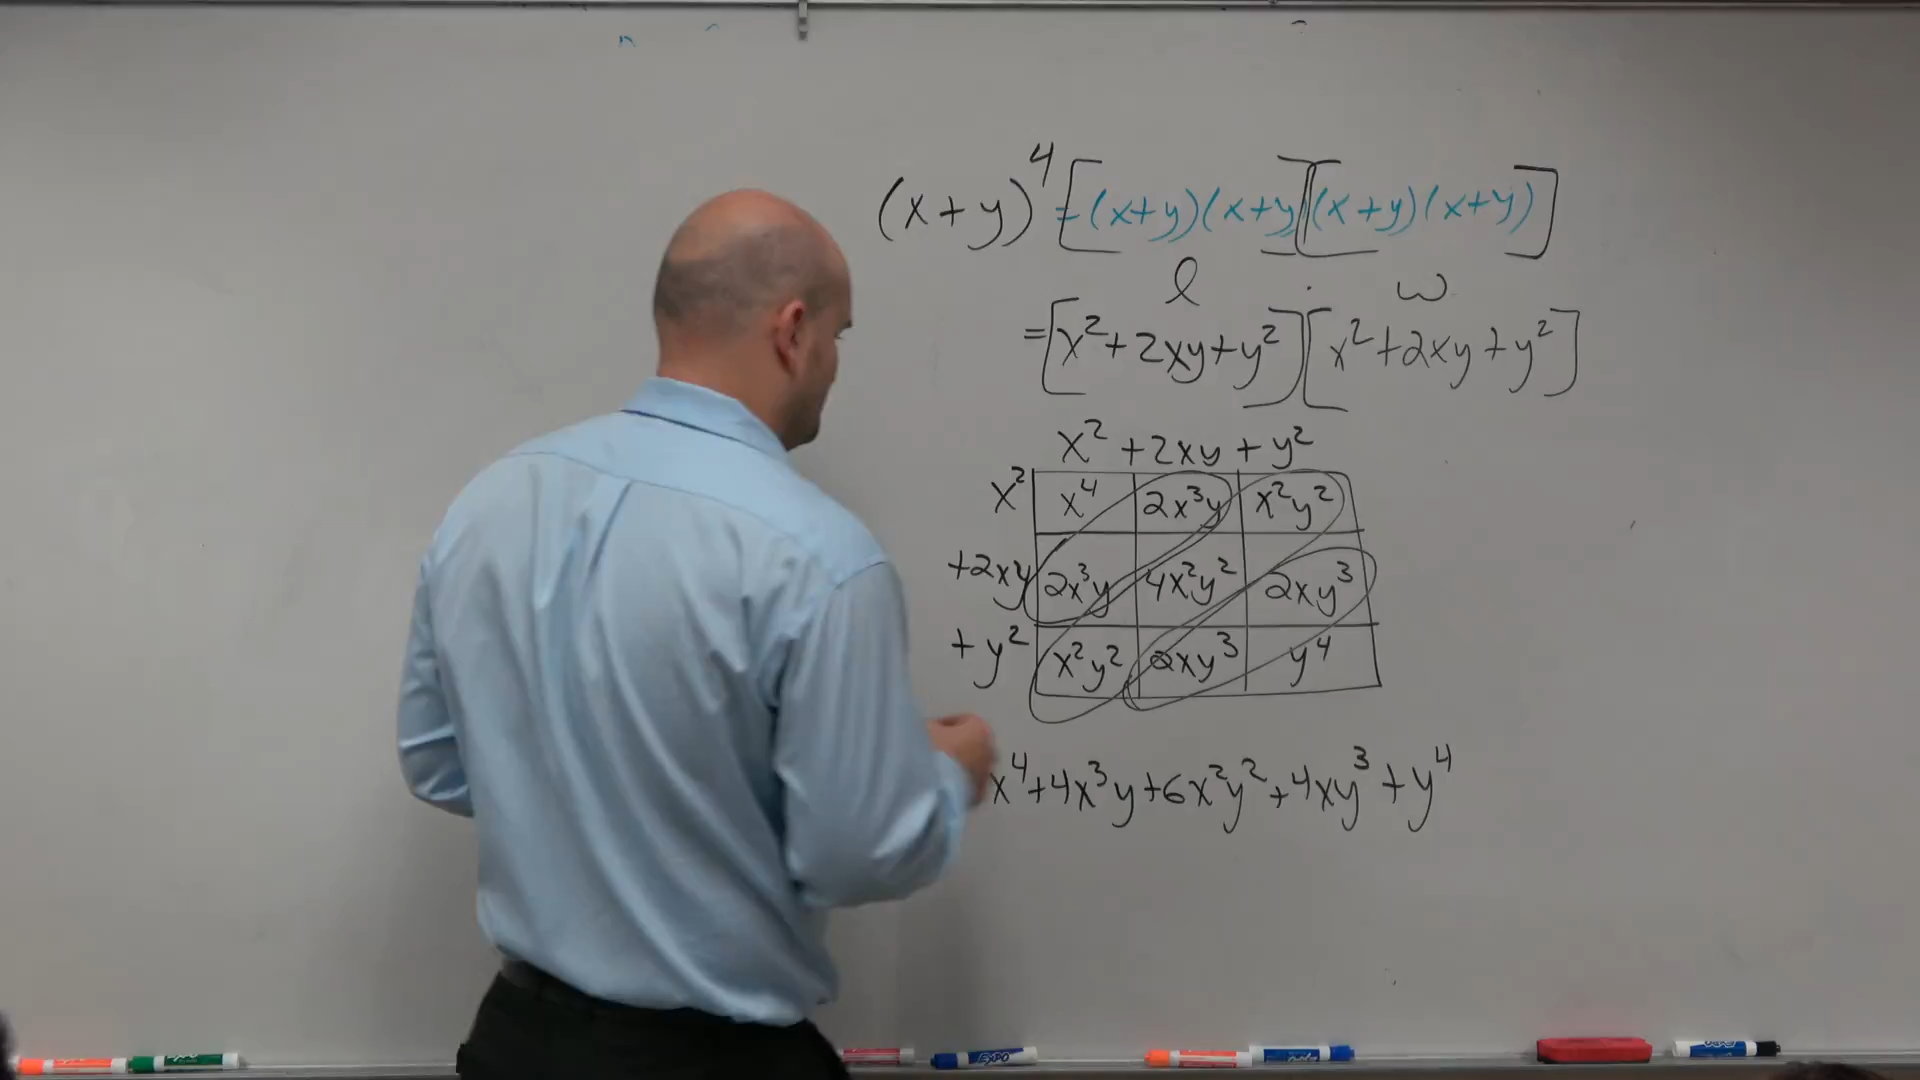 (x+y)⁴ = [(x+y)(x+y)][(x+y)(x+y)]
l · w
= [x²+2xy+y²][x²+2xy+y²]
x² +2xy + y²
x² x⁴ 2x³y x²y²
+2xy 2x³y 4x²y² 2xy³
+ y² x²y² 2xy³ y⁴
x⁴+4x³y+6x²y²+4xy³+y⁴
EXPO